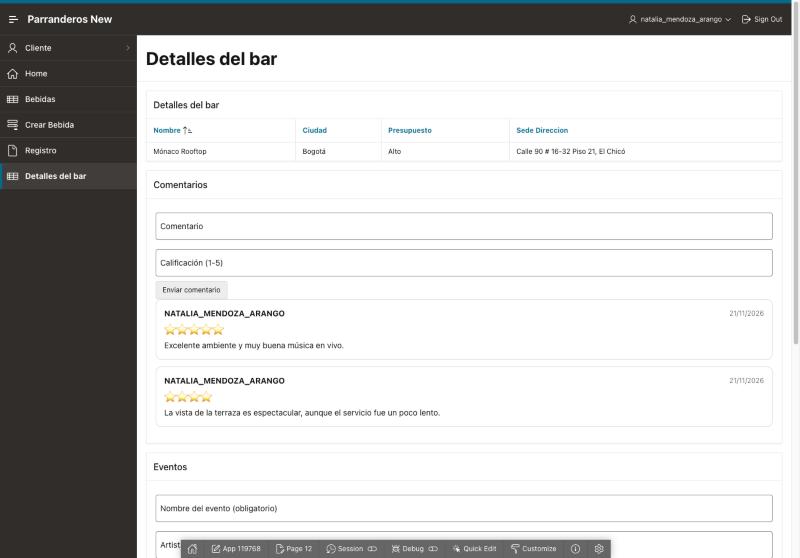 Parranderos New
natalia_mendoza_arango
Sign Out
Cliente
Home
Bebidas
Crear Bebida
Registro
Detalles del bar
Detalles del bar
Detalles del bar
Nombre Ciudad Presupuesto Sede Direccion
Mónaco Rooftop Bogotá Alto Calle 90 # 16-32 Piso 21, El Chicó
Comentarios
Comentario
Calificación (1-5)
Enviar comentario
NATALIA_MENDOZA_ARANGO 21/11/2026
Excelente ambiente y muy buena música en vivo.
NATALIA_MENDOZA_ARANGO 21/11/2026
La vista de la terraza es espectacular, aunque el servicio fue un poco lento.
Eventos
Nombre del evento (obligatorio)
Artist
App 119768 Page 12 Session Debug Quick Edit Customize